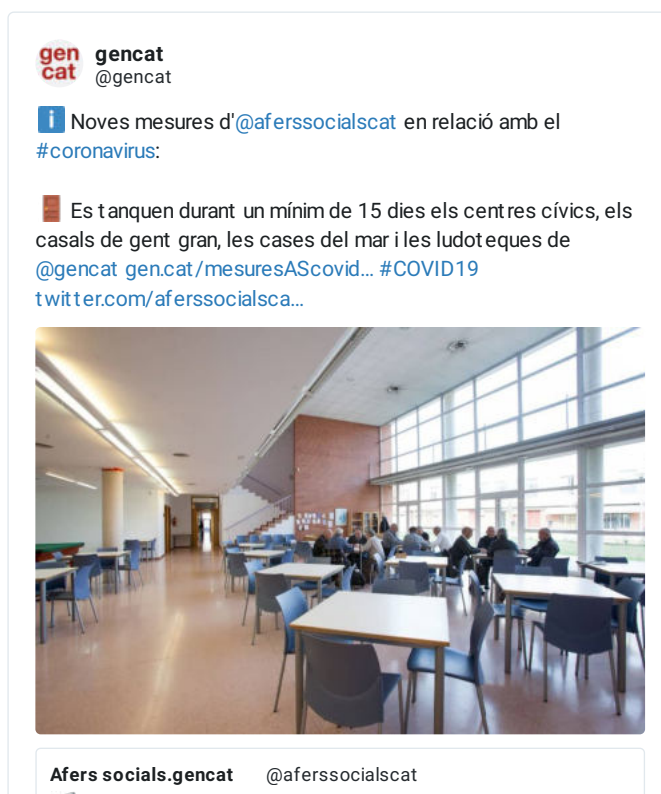 gen
cat
gencat
@gencat
ℹ️ Noves mesures d'@aferssocialscat en relació amb el
#coronavirus:
🚪 Es tanquen durant un mínim de 15 dies els centres cívics, els
casals de gent gran, les cases del mar i les ludoteques de
@gencat gen.cat/mesuresAScovid… #COVID19
twitter.com/aferssocialsca…
Afers socials.gencat @aferssocialscat